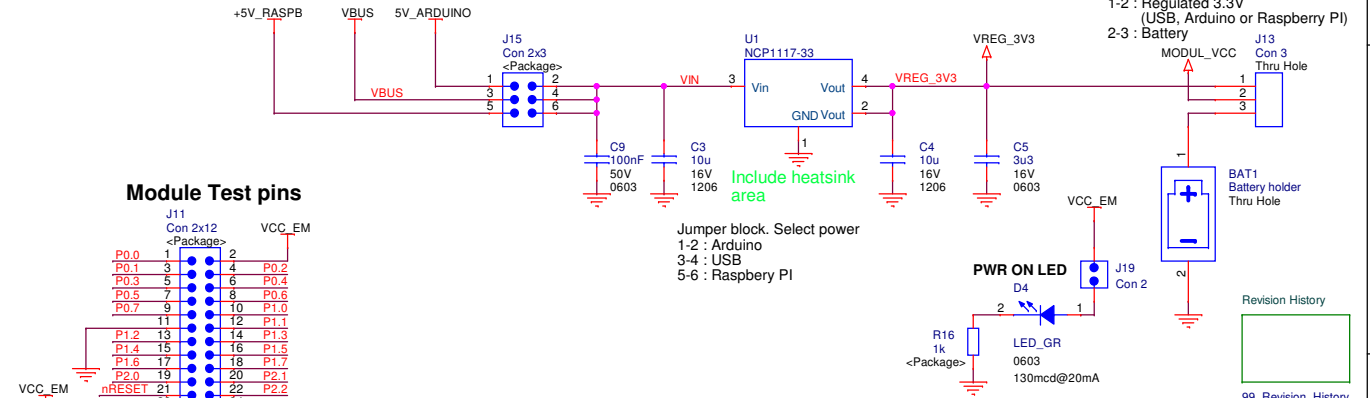 1-2 : Regulated 3.3V
(USB, Arduino or Raspberry PI)
2-3 : Battery
+5V_RASPB
VBUS
5V_ARDUINO
J15
Con 2x3
<Package>
1 2
3 4
5 6
VBUS
VIN
U1
NCP1117-33
3
Vin
Vout
4
GND
Vout
2
1
VREG_3V3
VREG_3V3
MODUL_VCC
J13
Con 3
Thru Hole
1
2
3
C9
100nF
50V
0603
C3
10u
16V
1206
Include heatsink
area
C4
10u
16V
1206
C5
3u3
16V
0603
1
BAT1
Battery holder
Thru Hole
2
Jumper block. Select power
1-2 : Arduino
3-4 : USB
5-6 : Raspbery PI
VCC_EM
J19
Con 2
PWR ON LED
D4
2
1
LED_GR
0603
130mcd@20mA
R16
1k
<Package>
Revision History
Module Test pins
J11
Con 2x12
<Package>
VCC_EM
P0.0 1 2
P0.1 3 4 P0.2
P0.3 5 6 P0.4
P0.5 7 8 P0.6
P0.7 9 10 P1.0
11 12 P1.1
P1.2 13 14 P1.3
P1.4 15 16 P1.5
P1.6 17 18 P1.7
P2.0 19 20 P2.1
nRESET 21 22 P2.2
VCC_EM
99_Revision_History